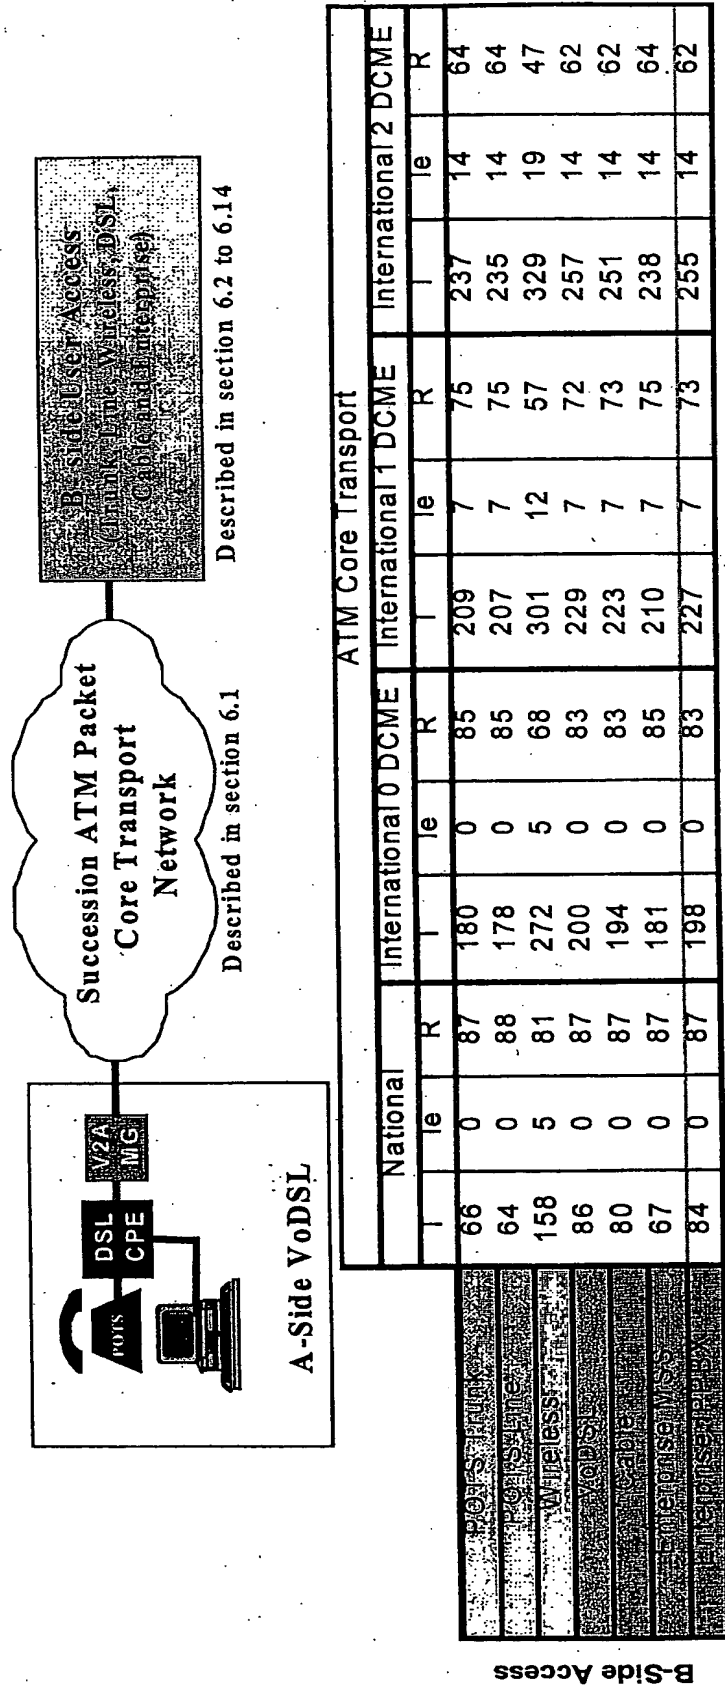 POTS
DSL
CPE
V2A
MG
A-Side VoDSL
Succession ATM Packet
Core Transport
Network
Described in section 6.1
B-side User Access
(Trunk, Line, Wireless, DSL,
Cable and Enterprise)
Described in section 6.2 to 6.14
ATM Core Transport
National International 0 DCME International 1 DCME International 2 DCME
I Ie R I Ie R I Ie R I Ie R
B-Side Access
POTS Trunk 66 0 87 180 0 85 209 7 75 237 14 64
POTS Line 64 0 88 178 0 85 207 7 75 235 14 64
Wireless 158 5 81 272 5 68 301 12 57 329 19 47
VoDSL 86 0 87 200 0 83 229 7 72 257 14 62
Cable 80 0 87 194 0 83 223 7 73 251 14 62
Enterprise MSS 67 0 87 181 0 85 210 7 75 238 14 64
Enterprise PPBX 84 0 87 198 0 83 227 7 73 255 14 62